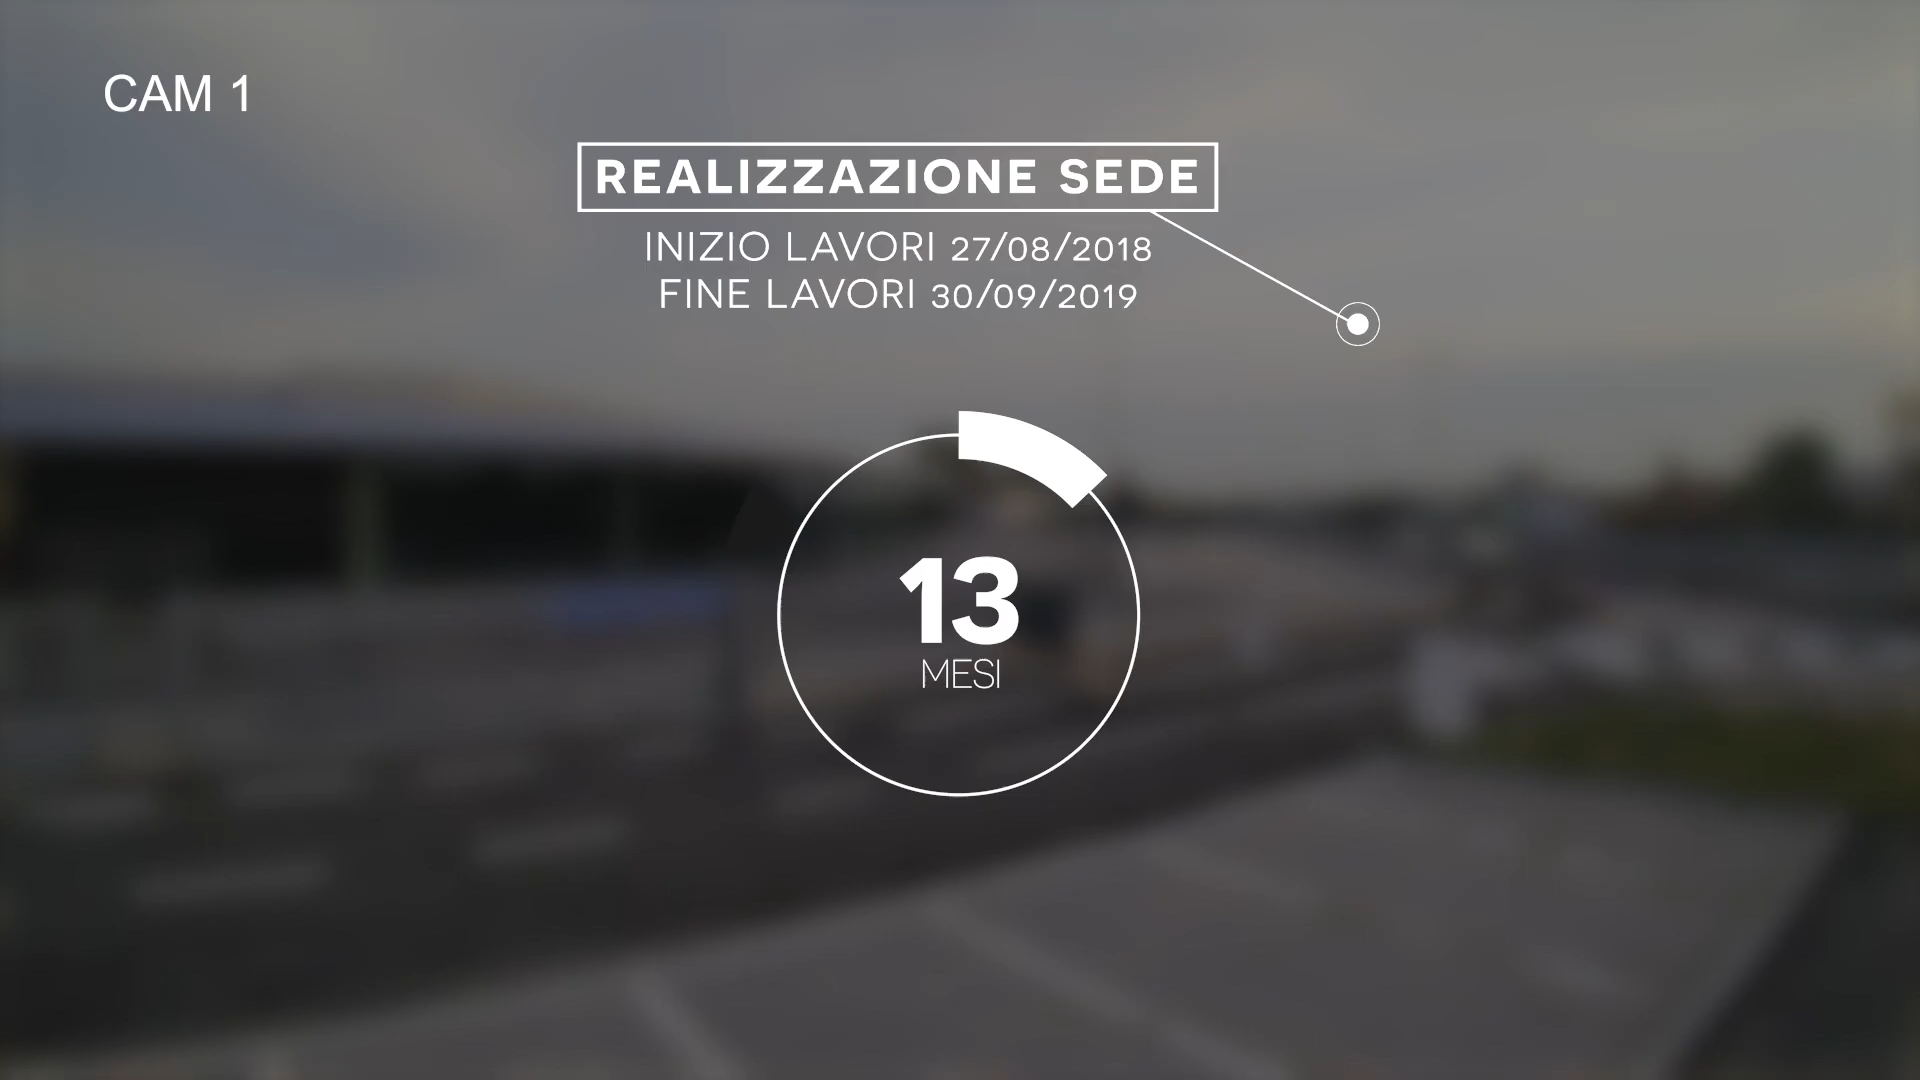 CAM 1
REALIZZAZIONE SEDE
INIZIO LAVORI 27/08/2018
FINE LAVORI 30/09/2019
13
MESI